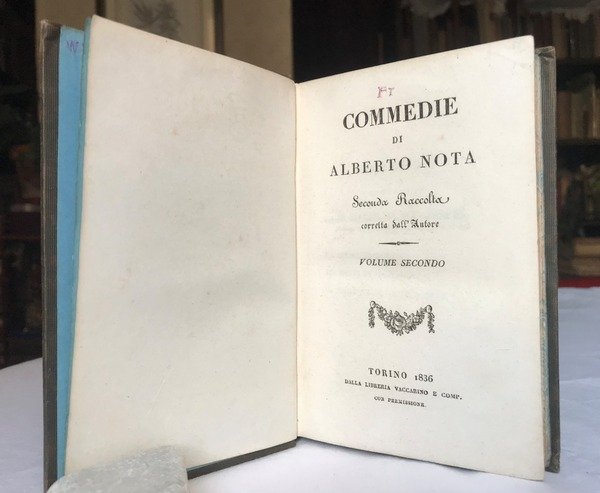 COMMEDIE
DI
ALBERTO NOTA
Seconda Raccolta
corretta dall'Autore
VOLUME SECONDO
TORINO 1836
DALLA LIBRERIA VACCARINO E COMP.
CON PERMISSIONE.